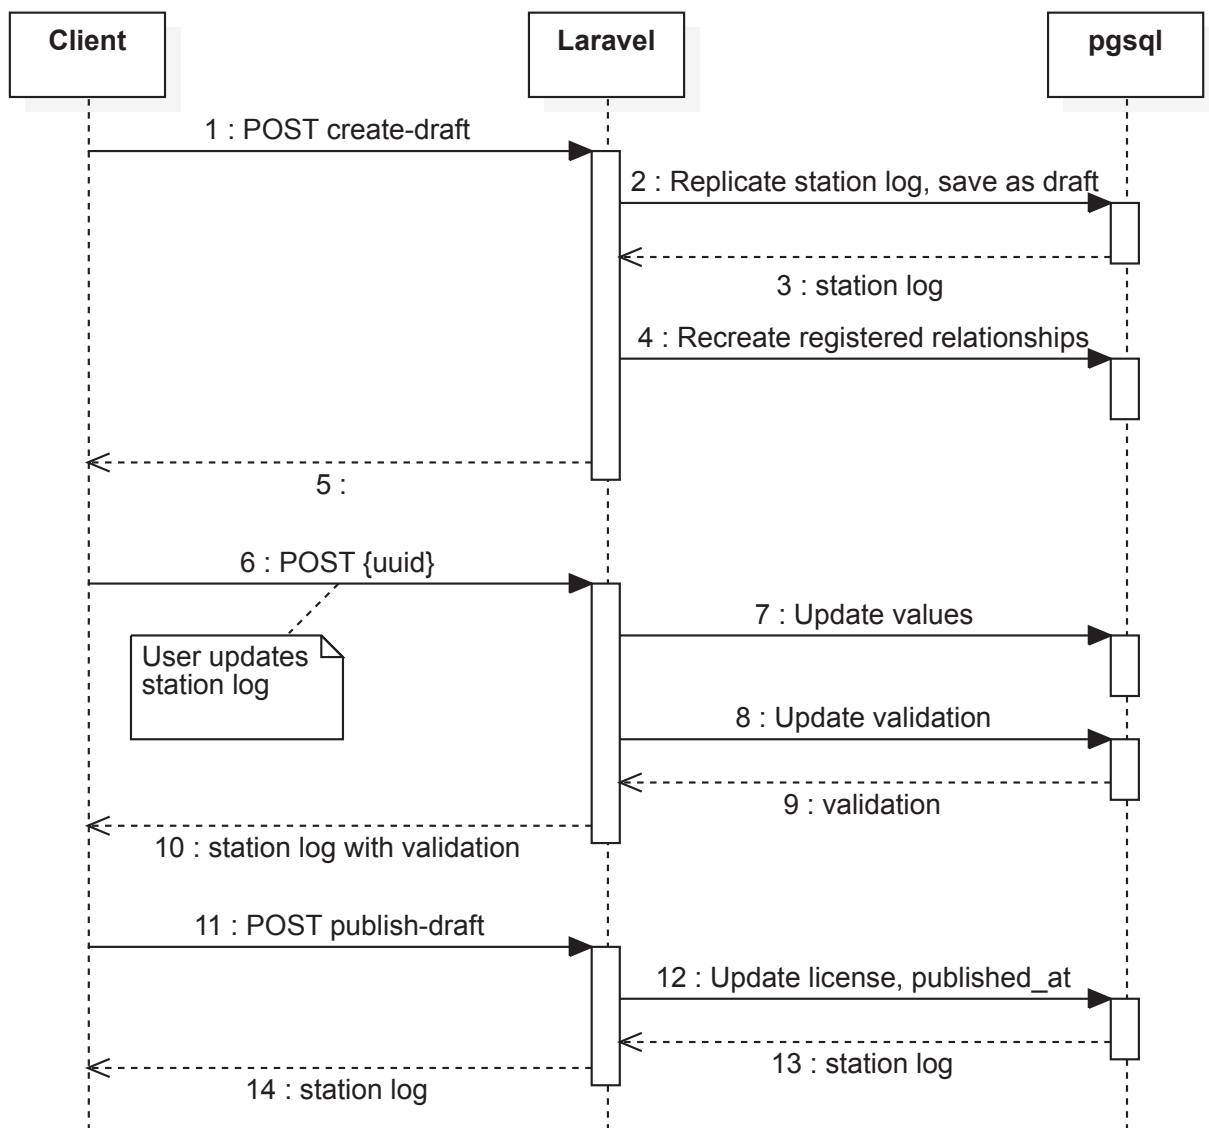 Client
Laravel
pgsql
1 : POST create-draft
2 : Replicate station log, save as draft
3 : station log
4 : Recreate registered relationships
5 :
6 : POST {uuid}
7 : Update values
User updates
station log
8 : Update validation
9 : validation
10 : station log with validation
11 : POST publish-draft
12 : Update license, published_at
13 : station log
14 : station log